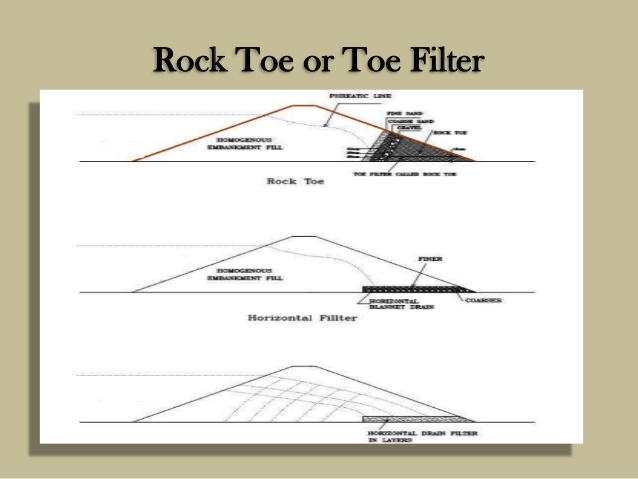 Rock Toe or Toe Filter
PHREATIC LINE
FINE SAND
COARSE SAND
GRAVEL
ROCK TOE
HOMOGENOUS
EMBANKMENT FILL
TOE FILTER CALLED ROCK TOE
Rock Toe
FINER
HOMOGENOUS
EMBANKMENT FILL
HORIZONTAL
BLANNET DRAIN
COARSER
Horizontal Fillter
HORIZONTAL DRAIN FILTER
IN LAYERS